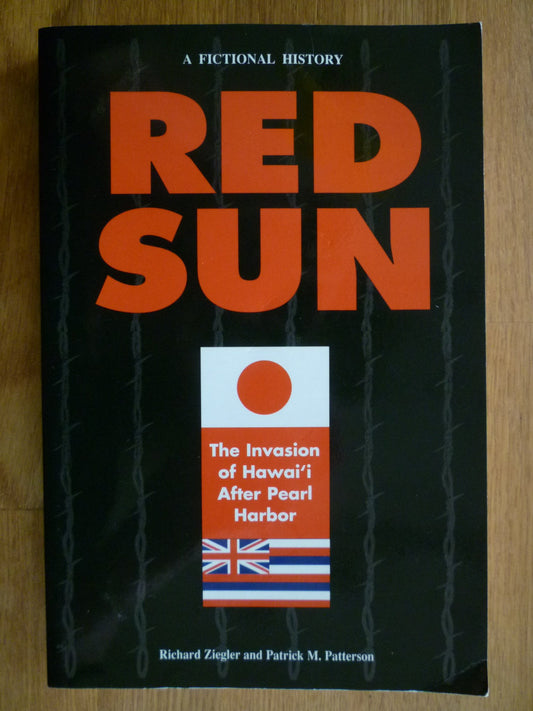 A FICTIONAL HISTORY
RED
SUN
The Invasion
of Hawai‘i
After Pearl
Harbor
Richard Ziegler and Patrick M. Patterson